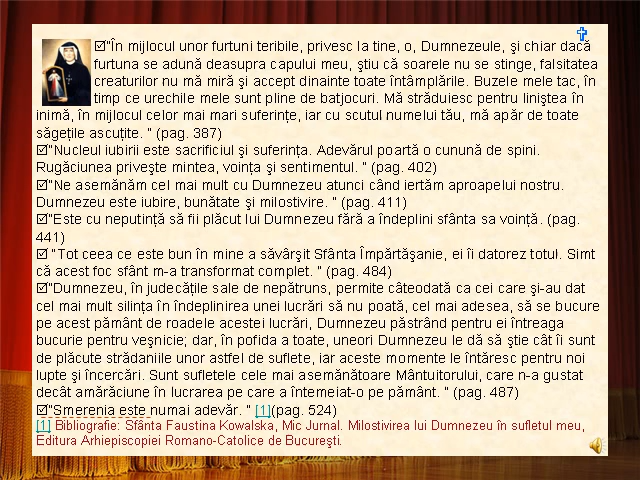 ☑“În mijlocul unor furtuni teribile, privesc la tine, o, Dumnezeule, şi chiar dacă
furtuna se adună deasupra capului meu, ştiu că soarele nu se stinge, falsitatea
creaturilor nu mă miră şi accept dinainte toate întâmplările. Buzele mele tac, în
timp ce urechile mele sunt pline de batjocuri. Mă străduiesc pentru liniştea în
inimă, în mijlocul celor mai mari suferinţe, iar cu scutul numelui tău, mă apăr de toate
săgeţile ascuţite. ” (pag. 387)
☑“Nucleul iubirii este sacrificiul şi suferinţa. Adevărul poartă o cunună de spini.
Rugăciunea priveşte mintea, voinţa şi sentimentul. ” (pag. 402)
☑“Ne asemănăm cel mai mult cu Dumnezeu atunci când iertăm aproapelui nostru.
Dumnezeu este iubire, bunătate şi milostivire. ” (pag. 411)
☑“Este cu neputinţă să fii plăcut lui Dumnezeu fără a îndeplini sfânta sa voinţă. (pag.
441)
☑ “Tot ceea ce este bun în mine a săvârşit Sfânta Împărtăşanie, ei îi datorez totul. Simt
că acest foc sfânt m-a transformat complet. ” (pag. 484)
☑“Dumnezeu, în judecăţile sale de nepătruns, permite câteodată ca cei care şi-au dat
cel mai mult silinţa în îndeplinirea unei lucrări să nu poată, cel mai adesea, să se bucure
pe acest pământ de roadele acestei lucrări, Dumnezeu păstrând pentru ei întreaga
bucurie pentru veşnicie; dar, în pofida a toate, uneori Dumnezeu le dă să ştie cât îi sunt
de plăcute strădaniile unor astfel de suflete, iar aceste momente le întăresc pentru noi
lupte şi încercări. Sunt sufletele cele mai asemănătoare Mântuitorului, care n-a gustat
decât amărăciune în lucrarea pe care a întemeiat-o pe pământ. ” (pag. 487)
☑“Smerenia este numai adevăr. ” [1](pag. 524)
[1] Bibliografie: Sfânta Faustina Kowalska, Mic Jurnal. Milostivirea lui Dumnezeu în sufletul meu,
Editura Arhiepiscopiei Romano-Catolice de Bucureşti.